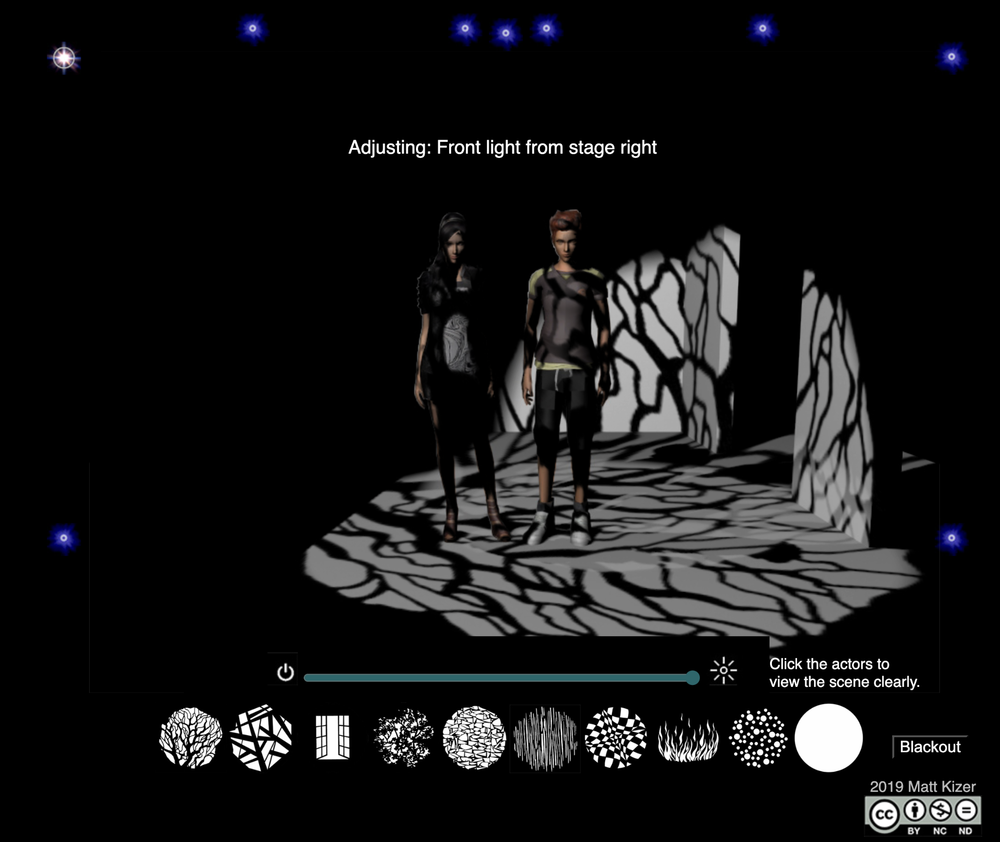 Adjusting: Front light from stage right
Click the actors to
view the scene clearly.
Blackout
2019 Matt Kizer
cc
BY NC ND